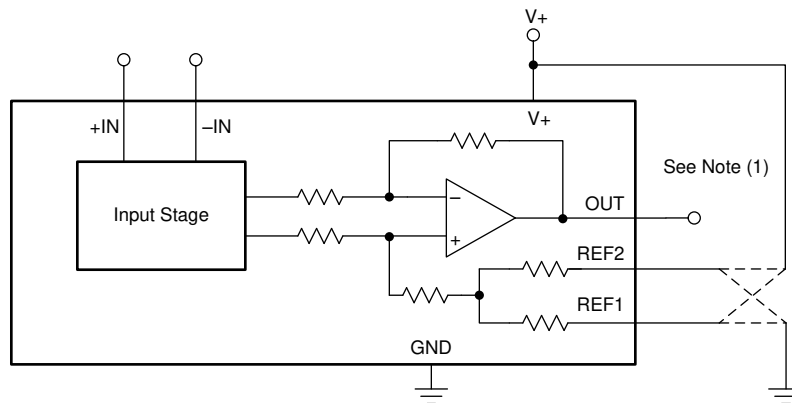 V+
+IN
–IN
V+
See Note (1)
Input Stage
–
OUT
+
REF2
REF1
GND